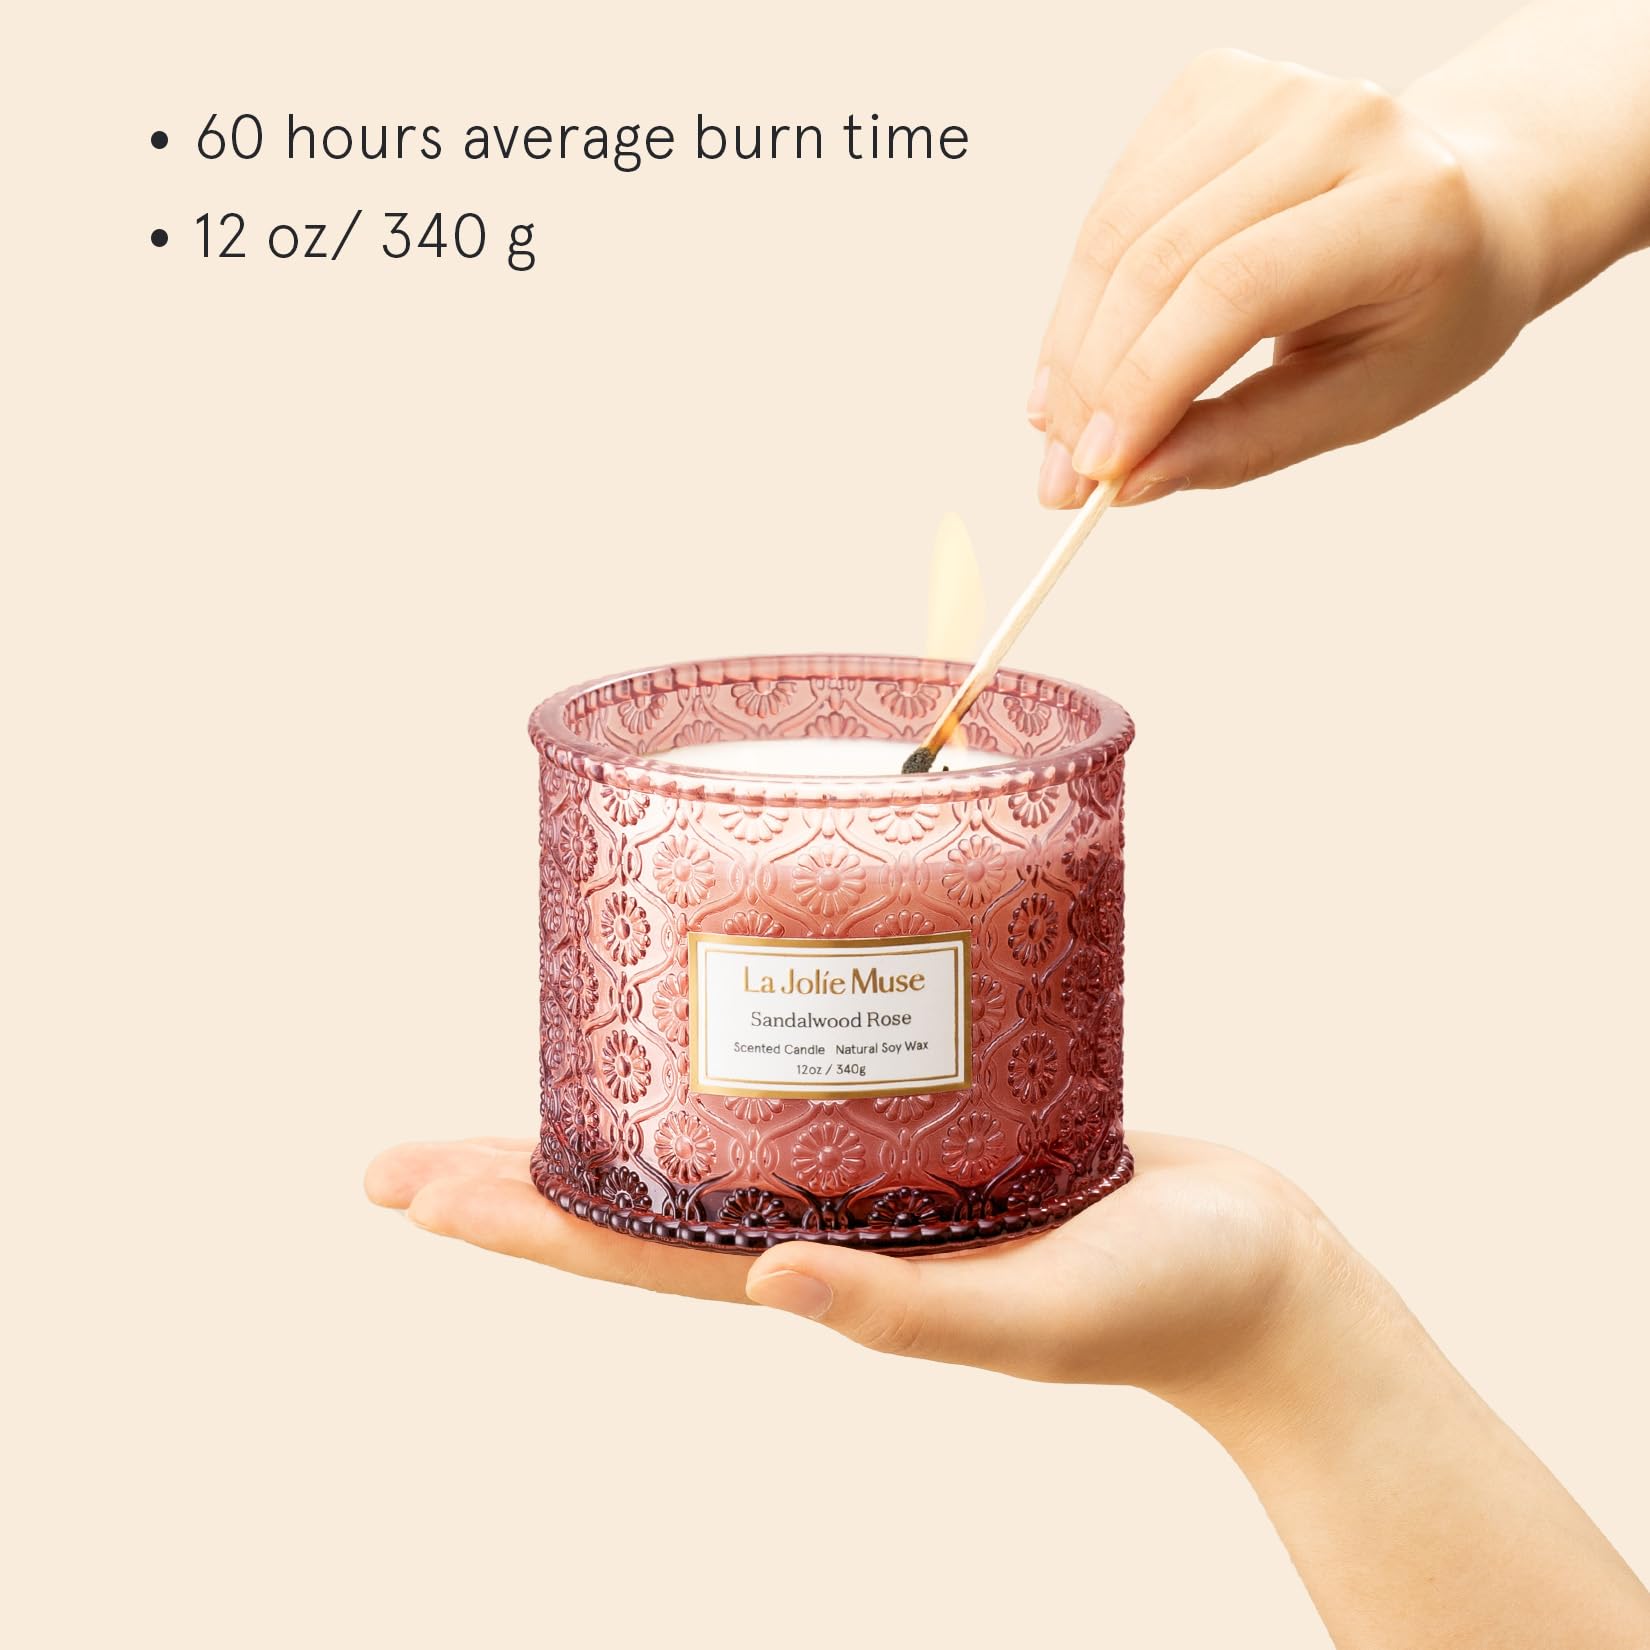 • 60 hours average burn time
• 12 oz/ 340 g
La Jolíe Muse
Sandalwood Rose
Scented Candle Natural Soy Wax
12oz / 340g